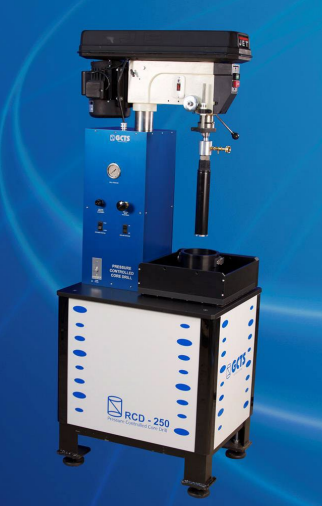 JET
GCTS
PRESSURE
CONTROLLED
CORE DRILL
GCTS
RCD - 250
Pressure Controlled Core Drill